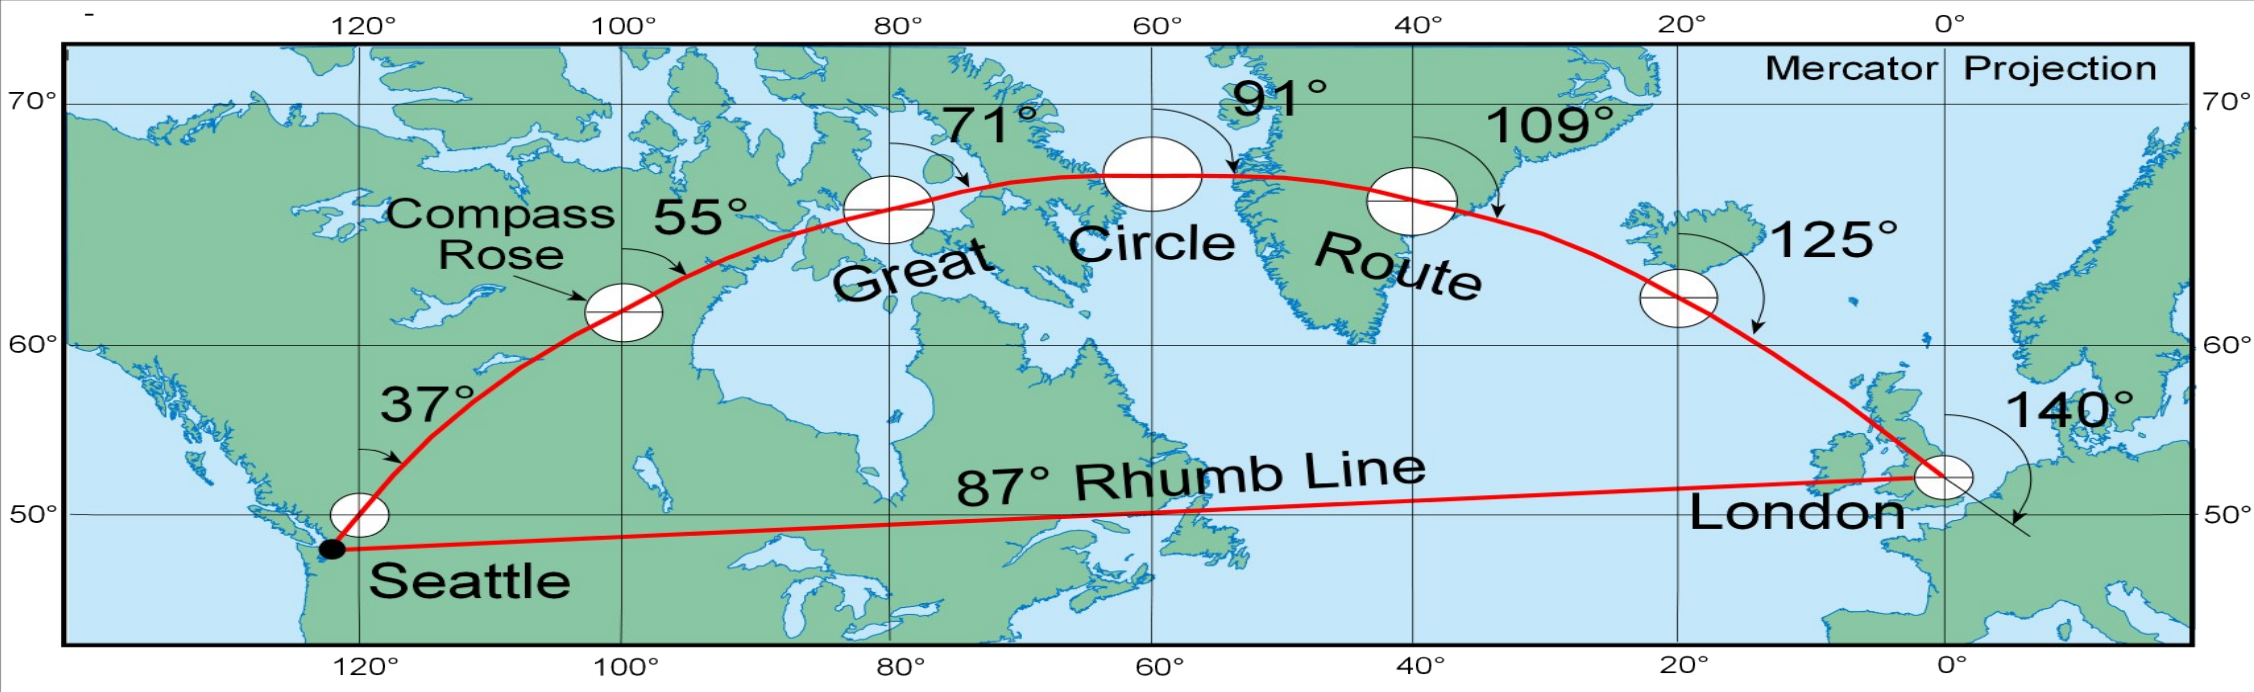 -
120° 100° 80° 60° 40° 20° 0°
Mercator Projection
70° 70°
91°
71° 109°
Compass
Rose
55°
125°
Great Circle Route
60° 60°
37°
140°
87° Rhumb Line
50° 50°
London
Seattle
120° 100° 80° 60° 40° 20° 0°